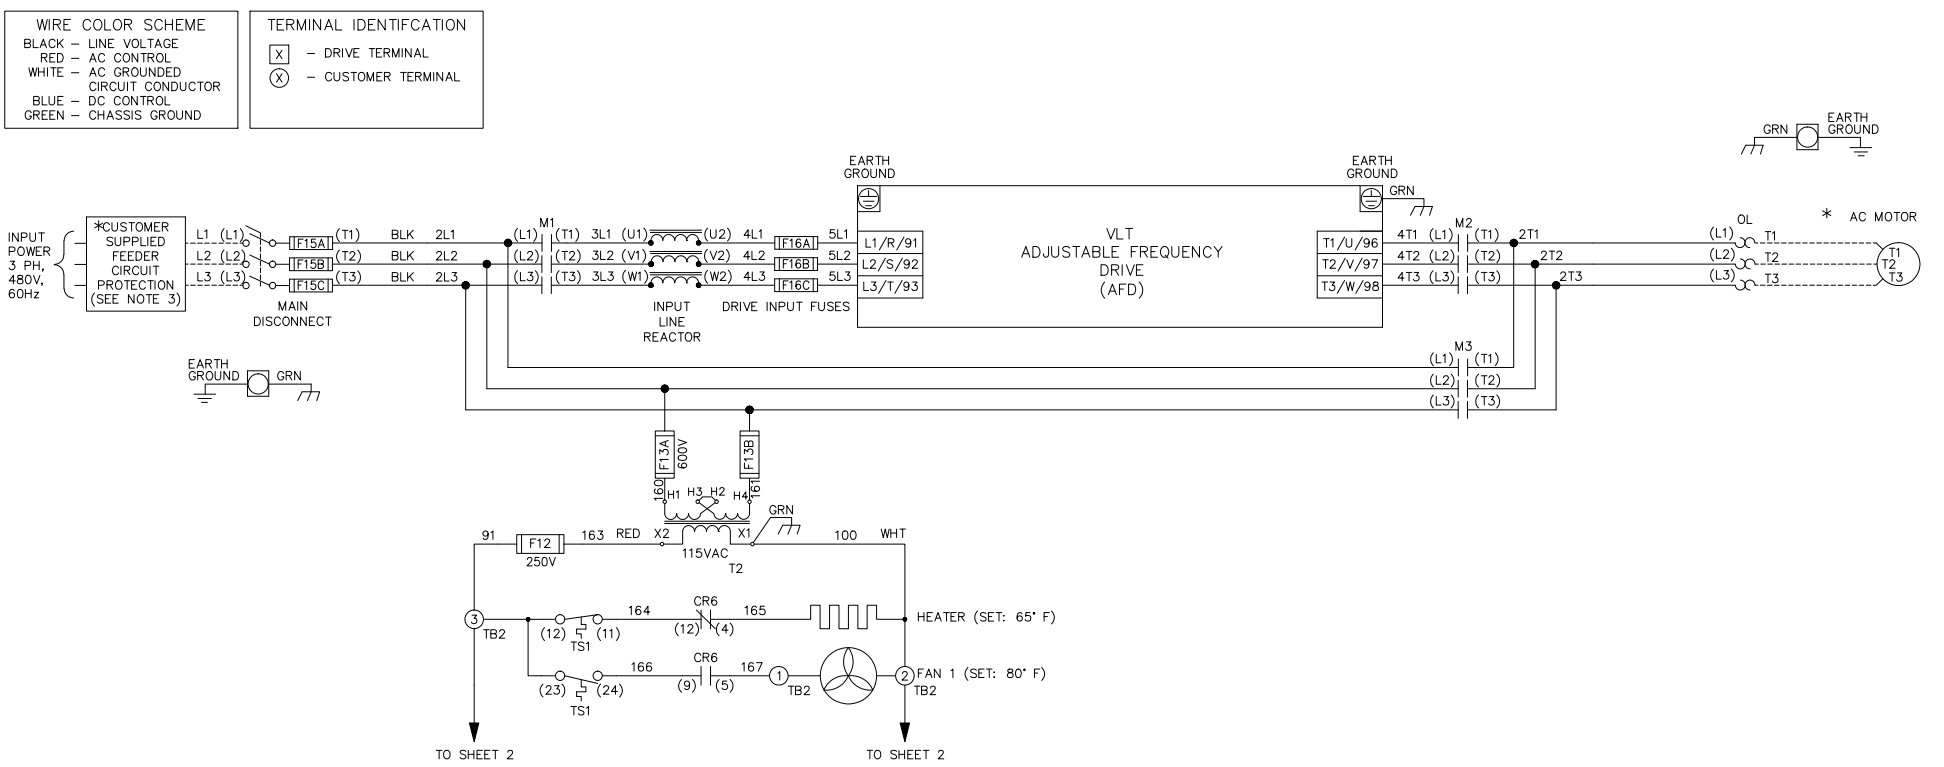 WIRE COLOR SCHEME
BLACK – LINE VOLTAGE
RED – AC CONTROL
WHITE – AC GROUNDED
CIRCUIT CONDUCTOR
BLUE – DC CONTROL
GREEN – CHASSIS GROUND
TERMINAL IDENTIFCATION
X – DRIVE TERMINAL
X – CUSTOMER TERMINAL
GRN
EARTH
GROUND
EARTH
GROUND
EARTH
GROUND
GRN
INPUT
POWER
3 PH,
480V,
60Hz
*CUSTOMER
SUPPLIED
FEEDER
CIRCUIT
PROTECTION
(SEE NOTE 3)
L1 (L1) F15A (T1) BLK 2L1 (L1) M1 (T1) 3L1 (U1) (U2) 4L1 F16A 5L1 L1/R/91
L2 (L2) F15B (T2) BLK 2L2 (L2) (T2) 3L2 (V1) (V2) 4L2 F16B 5L2 L2/S/92
L3 (L3) F15C (T3) BLK 2L3 (L3) (T3) 3L3 (W1) (W2) 4L3 F16C 5L3 L3/T/93
MAIN
DISCONNECT
INPUT
LINE
REACTOR
DRIVE INPUT FUSES
VLT
ADJUSTABLE FREQUENCY
DRIVE
(AFD)
T1/U/96 4T1 (L1) M2 (T1) 2T1 (L1) OL T1
T2/V/97 4T2 (L2) (T2) 2T2 (L2) T2
T3/W/98 4T3 (L3) (T3) 2T3 (L3) T3
* AC MOTOR
T1
T2
T3
M3
(L1) (T1)
(L2) (T2)
(L3) (T3)
EARTH
GROUND
GRN
F13A
600V
F13B
160
161
H1 H3 H2 H4
GRN
91 F12 163 RED X2 X1 100 WHT
250V
115VAC
T2
3
TB2
(12) (11)
TS1
164
CR6
(12) (4)
165
HEATER (SET: 65° F)
(23) (24)
TS1
166
CR6
(9) (5)
167
1
TB2
2
TB2
FAN 1 (SET: 80° F)
TO SHEET 2
TO SHEET 2